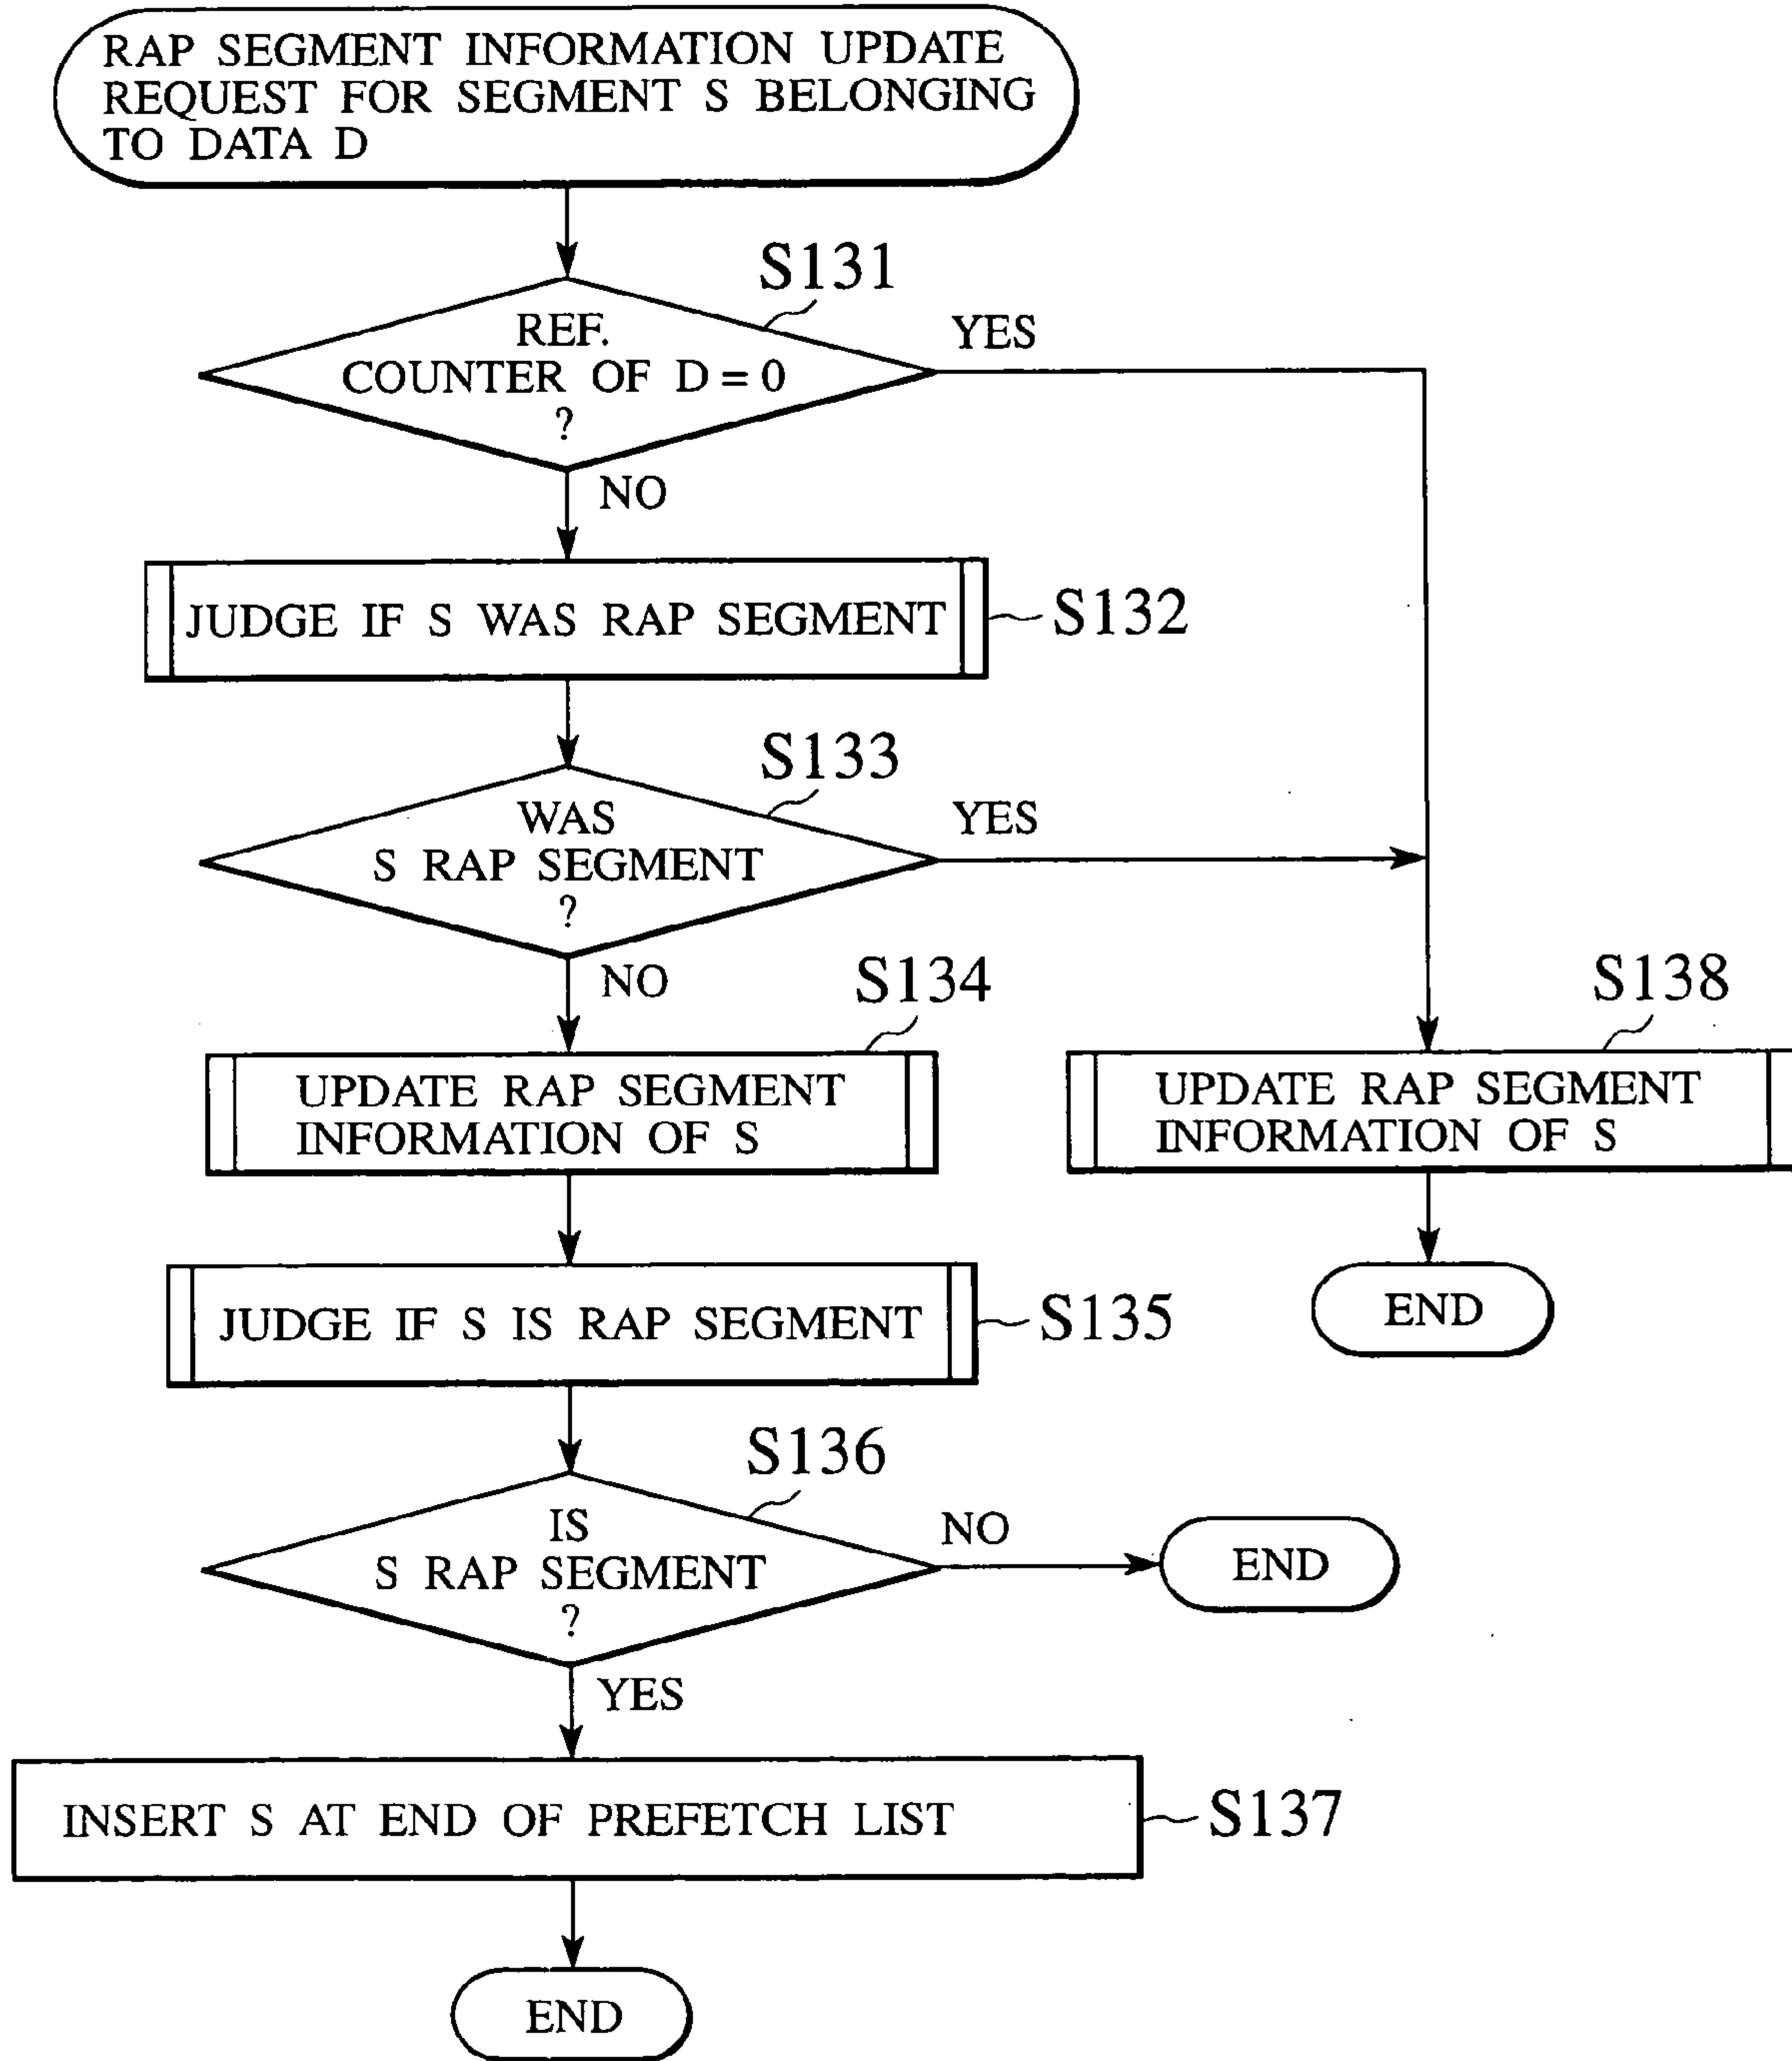 RAP SEGMENT INFORMATION UPDATE
REQUEST FOR SEGMENT S BELONGING
TO DATA D
S131
REF.
COUNTER OF D = 0
?
YES
NO
JUDGE IF S WAS RAP SEGMENT
S132
S133
WAS
S RAP SEGMENT
?
YES
NO
S134
UPDATE RAP SEGMENT
INFORMATION OF S
S138
UPDATE RAP SEGMENT
INFORMATION OF S
END
JUDGE IF S IS RAP SEGMENT
S135
S136
IS
S RAP SEGMENT
?
NO
END
YES
INSERT S AT END OF PREFETCH LIST
S137
END